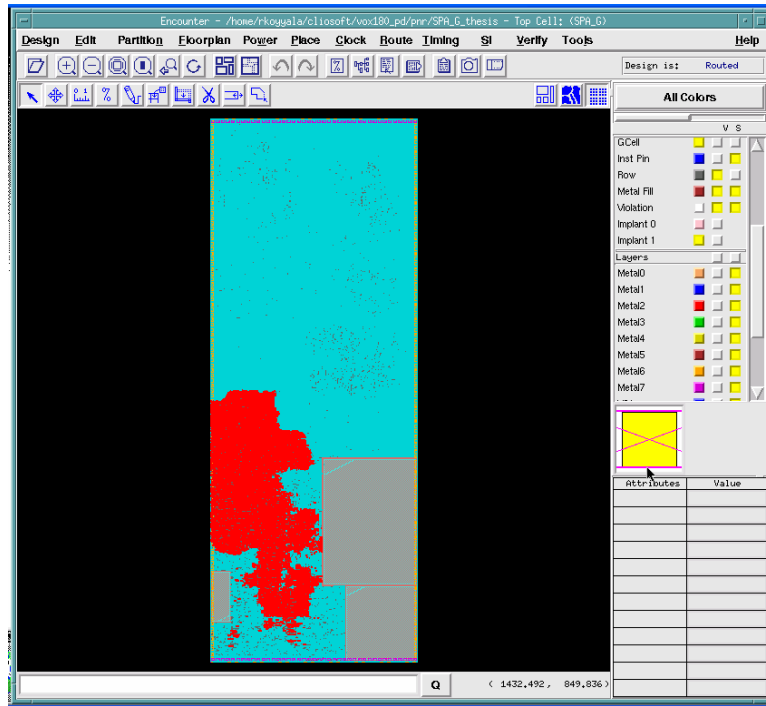 Encounter - /home/rkoyyala/cliosoft/vox180_pd/pnr/SPA_G_thesis - Top Cell: (SPA_G)
Design Edit Partition Floorplan Power Place Clock Route Timing SI Verify Tools Help
Design is: Routed
All Colors
V S
GCell
Inst Pin
Row
Metal Fill
Violation
Implant 0
Implant 1
Layers
Metal0
Metal1
Metal2
Metal3
Metal4
Metal5
Metal6
Metal7
Attributes Value
Q ( 1432.492, 849.836)